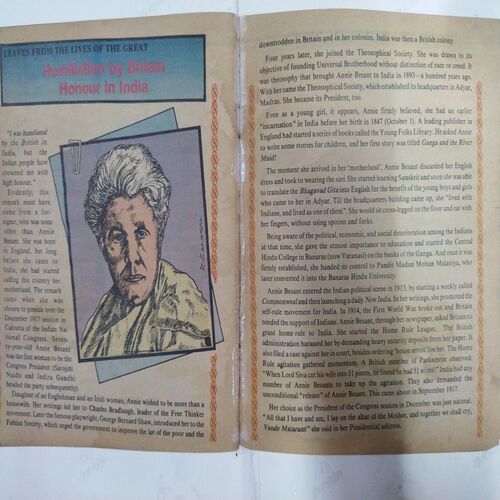 LEAVES FROM THE LIVES OF THE GREAT
Humiliation by Britain
Honour in India
"I was humiliated
by the British in
India, but the
Indian people have
crowned me with
high honour."
Evidently, this
remark must have
come from a for-
eigner, who was none
other than Annie
Besant. She was born
in England, but long
before she came to
India, she had started
calling this country her
motherland. The remark
came when she was
chosen to preside over the
December 1917 session in
Calcutta of the Indian Na-
tional Congress. Seven-
ty-year-old Annie Besant
was the first woman to be the
Congress President (Sarojini
Naidu and Indira Gandhi
headed the party subsequently).
Daughter of an Englishman and an Irish woman, Annie wished to be more than a
housewife. Her writings led her to Charles Bradlaugh, leader of the Free Thinker
movement. Later the famous playwright, George Bernard Shaw, introduced her to the
Fabian Society, which urged the government to improve the lot of the poor and the
downtrodden in Britain and in her colonies. India was then a British colony.
Four years later, she joined the Theosophical Society. She was drawn to its
objective of founding Universal Brotherhood without distinction of race or creed. It
was theosophy that brought Annie Besant to India in 1893—a hundred years ago.
With her came the Theosophical Society, which established its headquarters in Adyar,
Madras. She became its President, too.
Even as a young girl, it appears, Annie firmly believed, she had an earlier
"incarnation" in India before her birth in 1847 (October 1). A leading publisher in
England had started a series of books called the Young Folks Library. He asked Annie
to write some stories for children, and her first story was titled Ganga and the River
Maid!
The moment she arrived in her 'motherland', Annie Besant discarded her English
dress and took to wearing the sari. She started learning Sanskrit and soon she was able
to translate the Bhagavad Gita into English for the benefit of the young boys and girls
who came to her in Adyar. Till the headquarters building came up, she "lived with
Indians, and lived as one of them". She would sit cross-legged on the floor and eat with
her fingers, without using spoons and forks.
Being aware of the political, economic, and social deterioration among the Indians
at that time, she gave the utmost importance to education and started the Central
Hindu College in Banaras (now Varanasi) on the banks of the Ganga. And once it was
firmly established, she handed its control to Pandit Madan Mohan Malaviya, who
later converted it into the Banaras Hindu University.
Annie Besant entered the Indian political scene in 1913, by starting a weekly called
Commonweal and then launching a daily New India. In her writings, she promoted the
self-rule movement for India. In 1914, the First World War broke out and Britain
needed the support of Indians. Annie Besant, through her newspaper, asked Britain to
grant home rule to India. She started the Home Rule League. The British
administration harassed her by demanding heavy security deposits from her paper. It
also filed a case against her in court, besides ordering 'house arrest' for her. The Home
Rule agitation gathered momentum. A British member of Parliament observed:
"When Lord Siva cut his wife into 51 pieces, he found he had 51 wives!" India had any
number of Annie Besants to take up the agitation. They also demanded the
unconditional "release" of Annie Besant. This came about in September 1917.
Her choice as the President of the Congress session in December was just natural.
"All that I have and am, I lay on the altar of the Mother, and together we shall cry,
Vande Mataram!" she said in her Presidential address.